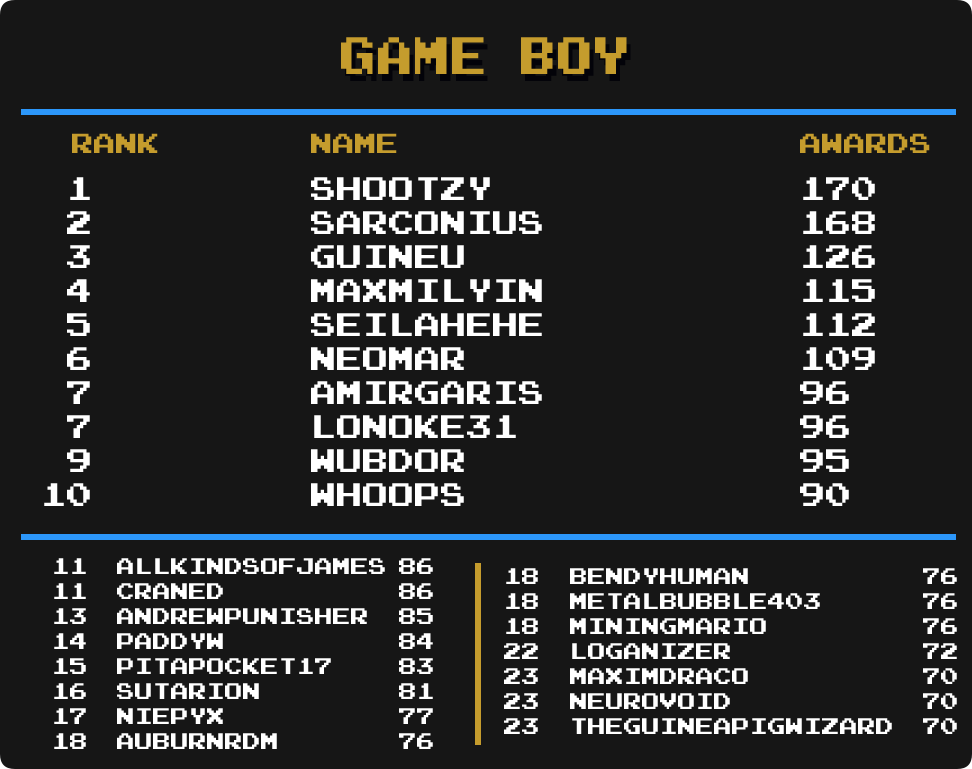 GAME BOY
RANK NAME AWARDS
1 SHOOTZY 170
2 SARCONIUS 168
3 GUINEU 126
4 MAXMILYIN 115
5 SEILAHEHE 112
6 NEOMAR 109
7 AMIRGARIS 96
7 LONOKE31 96
9 WUBDOR 95
10 WHOOPS 90
11 ALLKINDSOFJAMES 86
11 CRANED 86
13 ANDREWPUNISHER 85
14 PADDYW 84
15 PITAPOCKET17 83
16 SUTARION 81
17 NIEPYX 77
18 AUBURNRDM 76
18 BENDYHUMAN 76
18 METALBUBBLE403 76
18 MININGMARIO 76
22 LOGANIZER 72
23 MAXIMDRACO 70
23 NEUROVOID 70
23 THEGUINEAPIGWIZARD 70